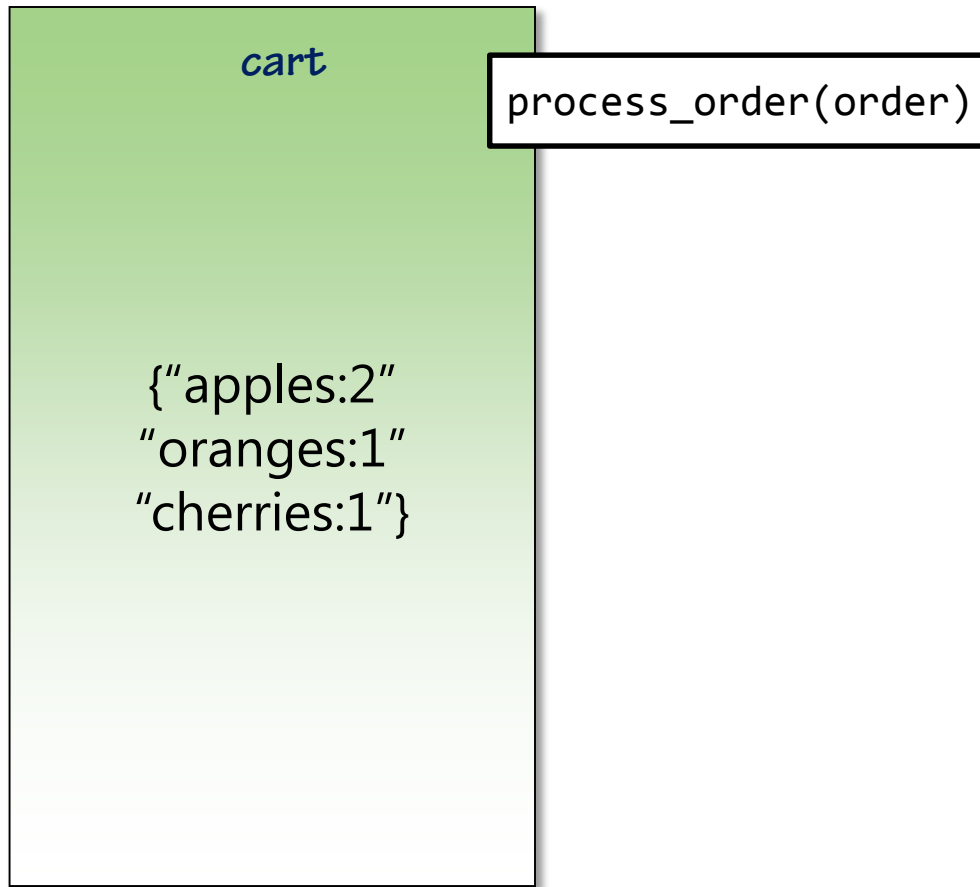 cart
process_order(order)
{“apples:2”
“oranges:1”
“cherries:1”}